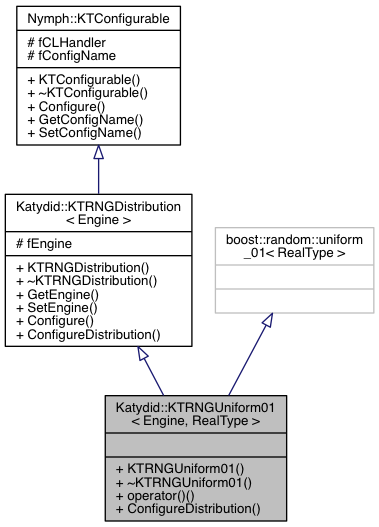 Nymph::KTConfigurable
# fCLHandler
# fConfigName
+ KTConfigurable()
+ ~KTConfigurable()
+ Configure()
+ GetConfigName()
+ SetConfigName()
Katydid::KTRNGDistribution
< Engine >
# fEngine
+ KTRNGDistribution()
+ ~KTRNGDistribution()
+ GetEngine()
+ SetEngine()
+ Configure()
+ ConfigureDistribution()
boost::random::uniform
_01< RealType >
Katydid::KTRNGUniform01
< Engine, RealType >
+ KTRNGUniform01()
+ ~KTRNGUniform01()
+ operator()()
+ ConfigureDistribution()